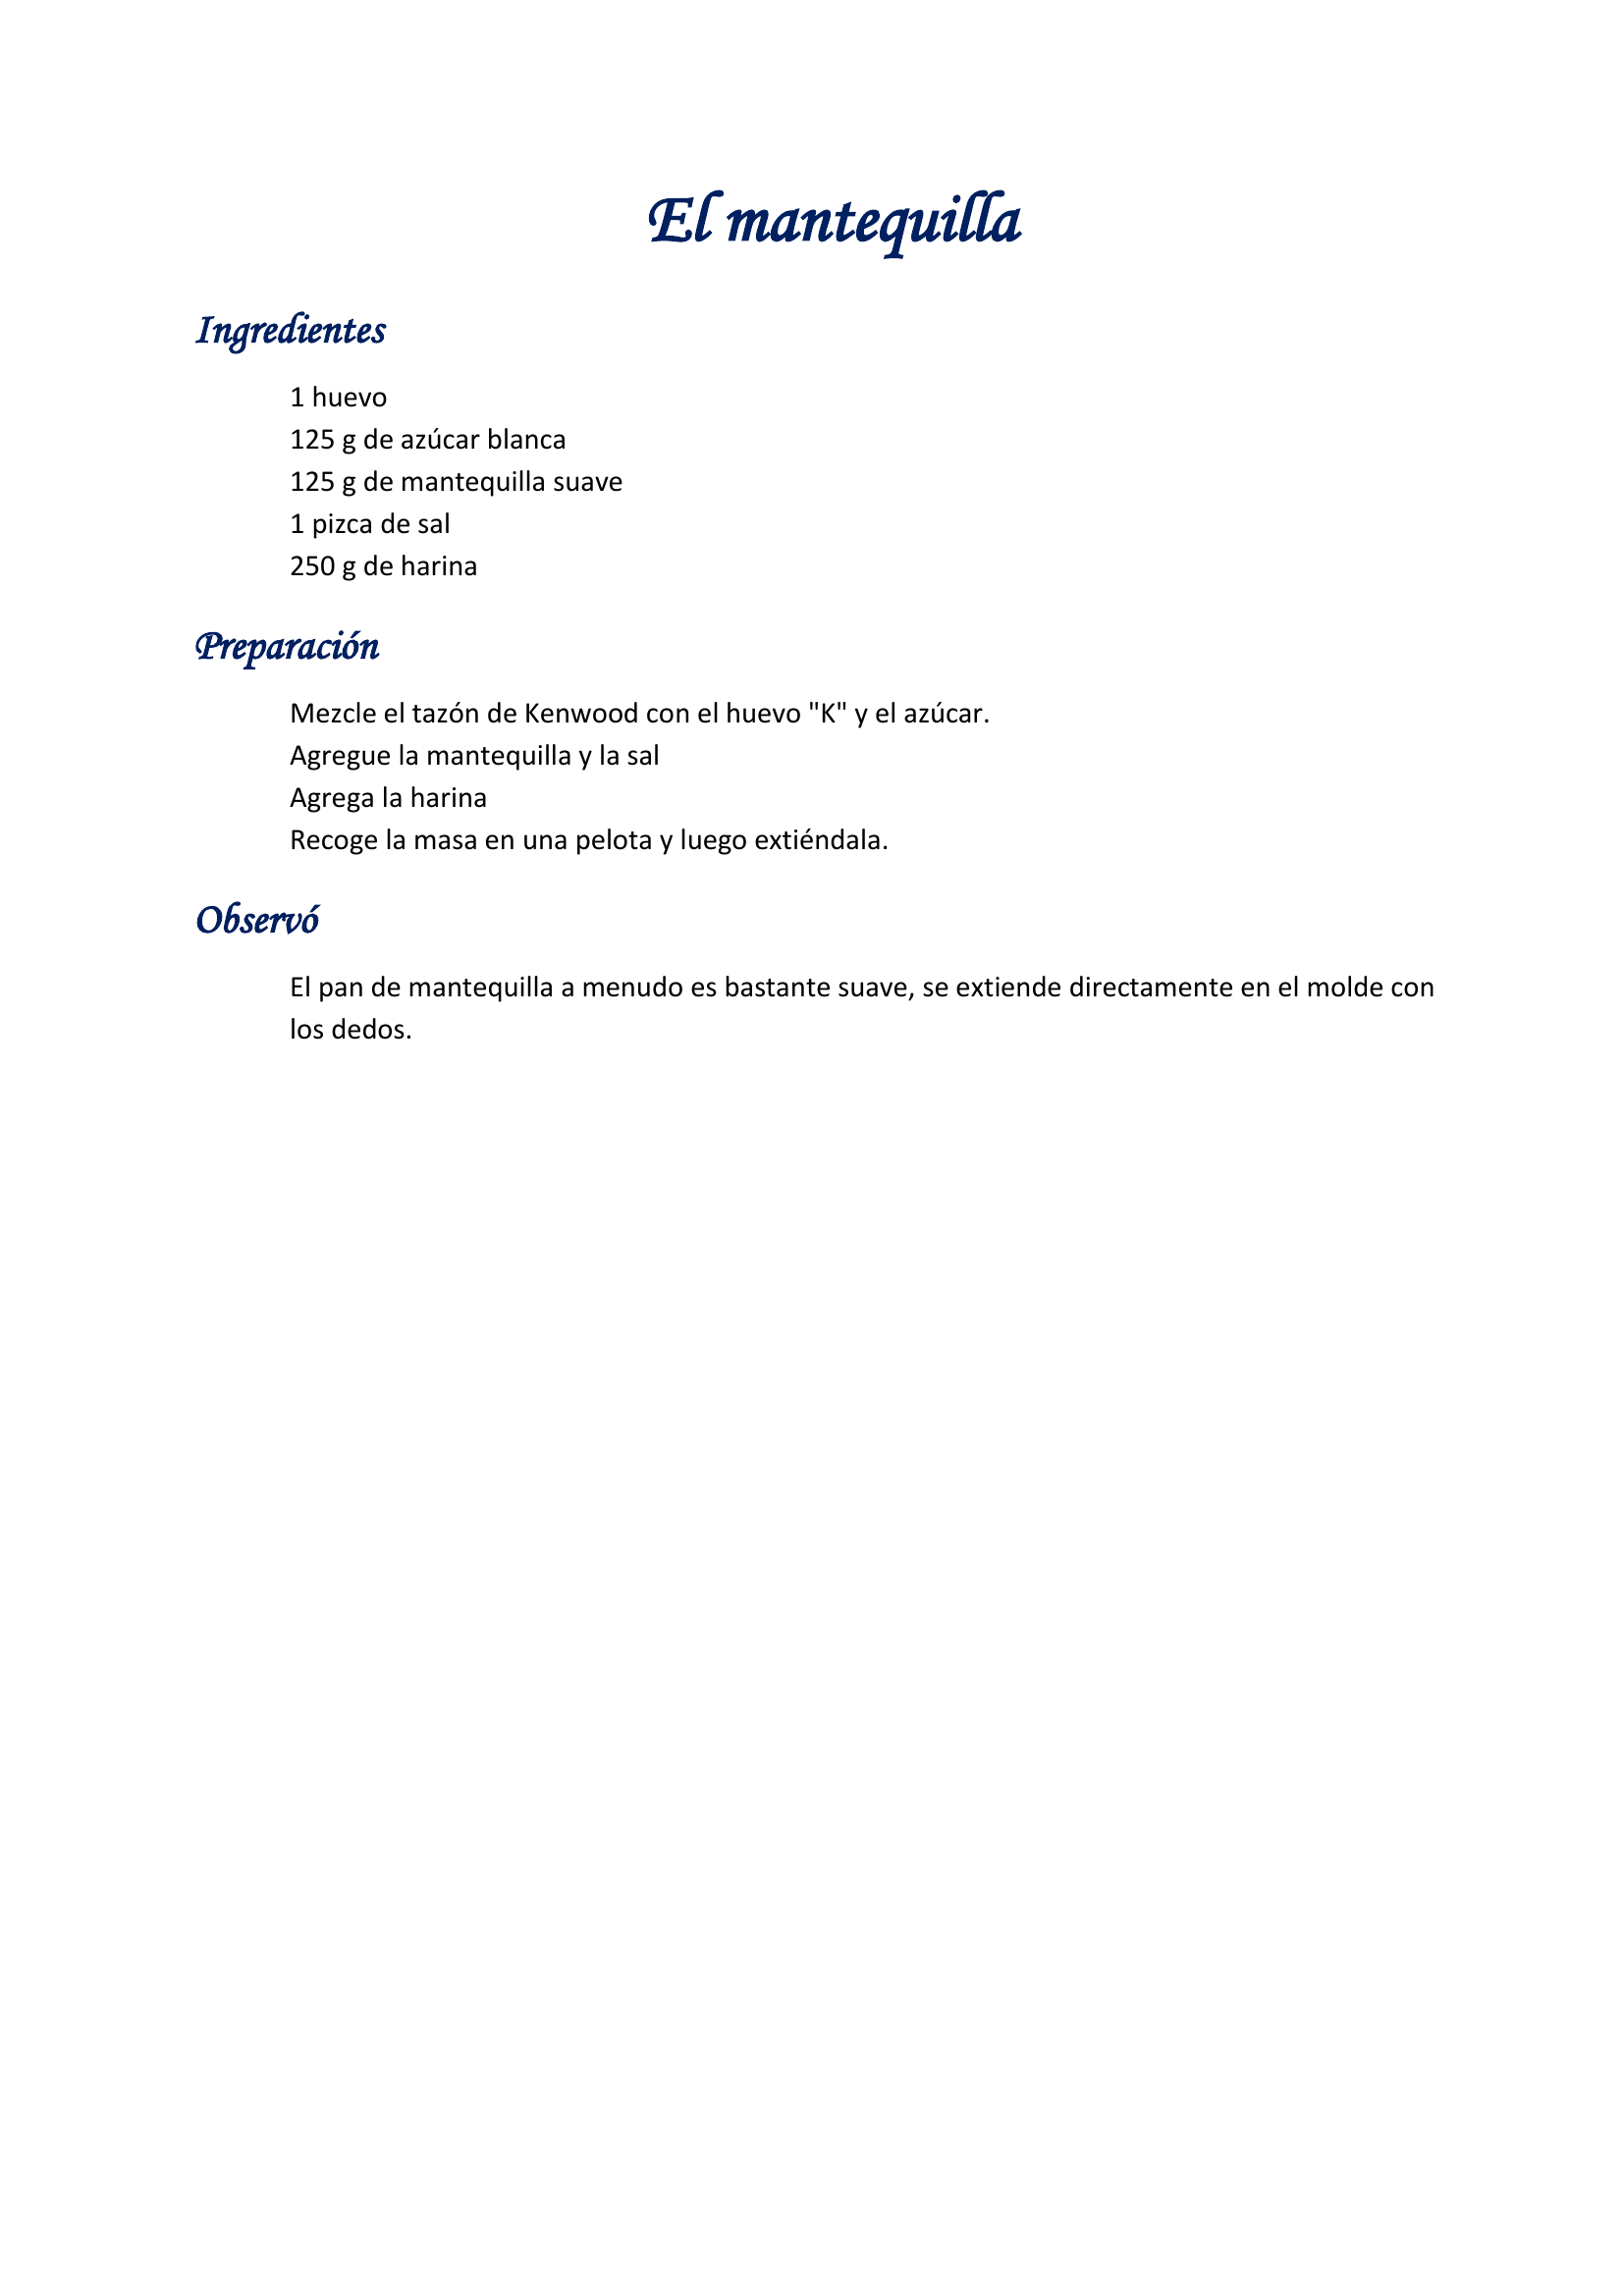 El mantequilla
Ingredientes
1 huevo
125 g de azúcar blanca
125 g de mantequilla suave
1 pizca de sal
250 g de harina
Preparación
Mezcle el tazón de Kenwood con el huevo "K" y el azúcar.
Agregue la mantequilla y la sal
Agrega la harina
Recoge la masa en una pelota y luego extiéndala.
Observó
El pan de mantequilla a menudo es bastante suave, se extiende directamente en el molde con
los dedos.